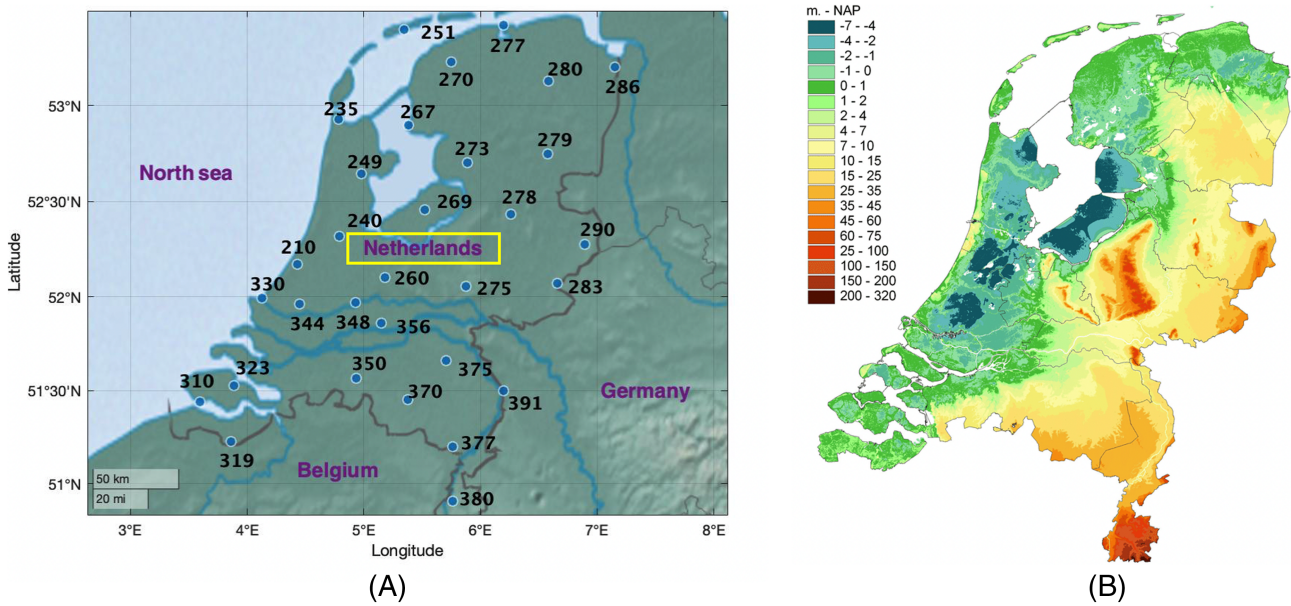 251
277
270
280
286
53°N
235
267
279
249
273
North sea
52°30'N
269
278
240
290
210
Netherlands
260
275
283
330
52°N
344
348
356
323
350
375
310
51°30'N
370
391
Germany
377
319
Belgium
50 km
20 mi
51°N
380
3°E
4°E
5°E
6°E
7°E
8°E
Latitude
Longitude
(A)
m. - NAP
-7 - -4
-4 - -2
-2 - -1
-1 - 0
0 - 1
1 - 2
2 - 4
4 - 7
7 - 10
10 - 15
15 - 25
25 - 35
35 - 45
45 - 60
60 - 75
25 - 100
100 - 150
150 - 200
200 - 320
(B)